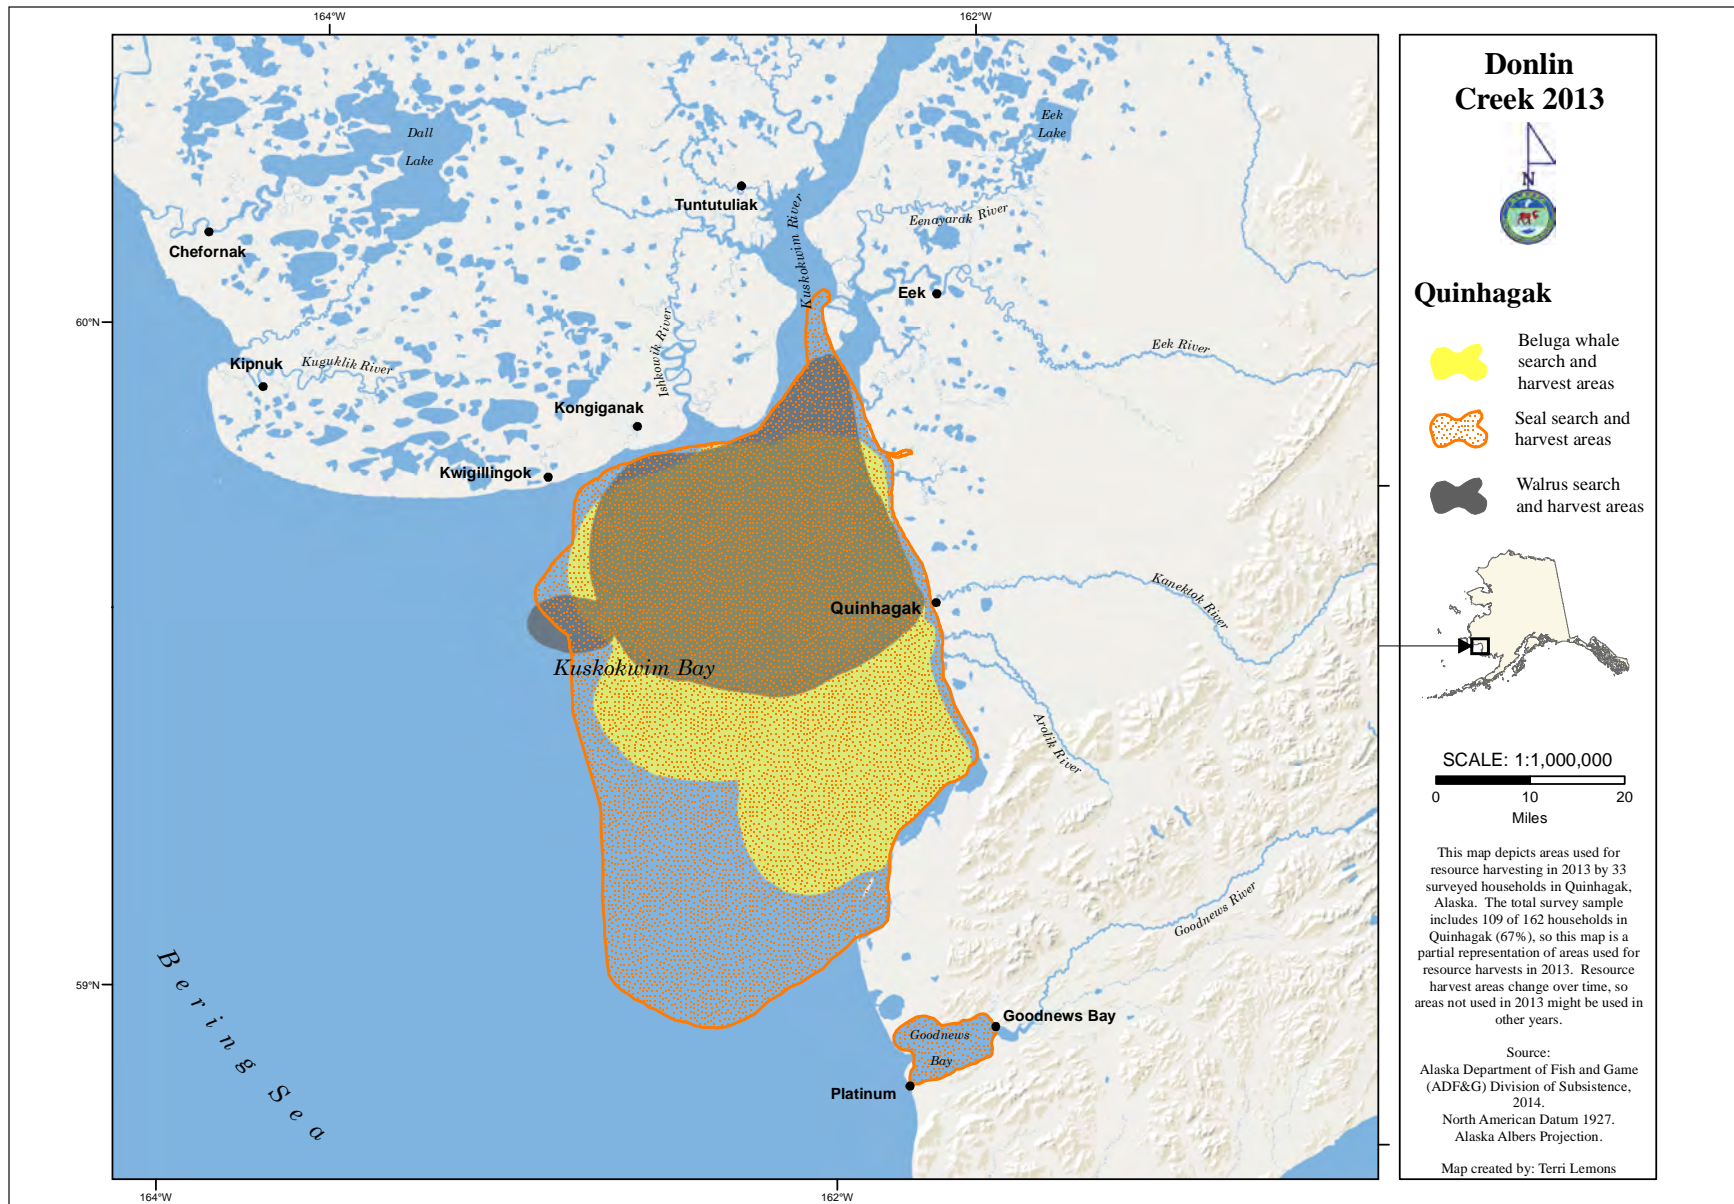 164°W
162°W
Donlin
Creek 2013
N
Quinhagak
Beluga whale
search and
harvest areas
Seal search and
harvest areas
Walrus search
and harvest areas
SCALE: 1:1,000,000
0 10 20
Miles
This map depicts areas used for
resource harvesting in 2013 by 33
surveyed households in Quinhagak,
Alaska. The total survey sample
includes 109 of 162 households in
Quinhagak (67%), so this map is a
partial representation of areas used for
resource harvests in 2013. Resource
harvest areas change over time, so
areas not used in 2013 might be used in
other years.
Source:
Alaska Department of Fish and Game
(ADF&G) Division of Subsistence,
2014.
North American Datum 1927.
Alaska Albers Projection.
Map created by: Terri Lemons
Dall
Lake
Eek
Lake
Tuntutuliak
Kuskokwim River
Eenayarak River
Chefornak
Eek
60°N
Kipnuk
Kuguklik River
Ishkowik River
Eek River
Kongiganak
Kwigillingok
Kanektok River
Quinhagak
Kuskokwim Bay
Arolik River
Goodnews River
Bering Sea
59°N
Goodnews Bay
Goodnews
Bay
Platinum
164°W
162°W